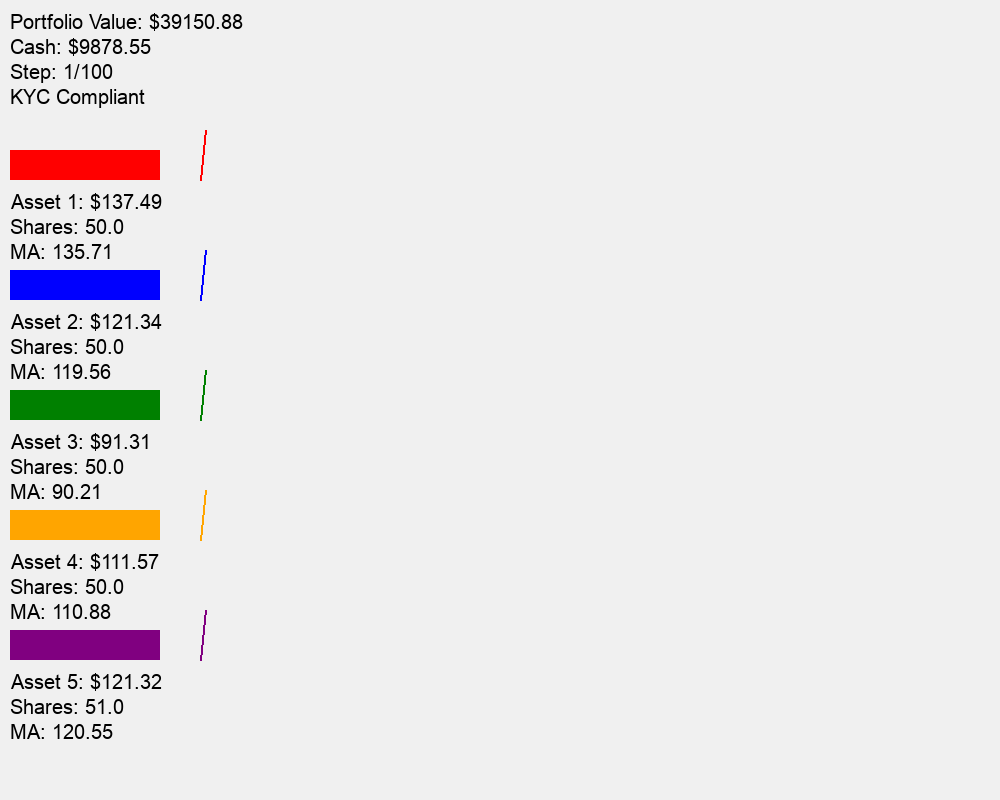 Portfolio Value: $39150.88
Cash: $9878.55
Step: 1/100
KYC Compliant
Asset 1: $137.49
Shares: 50.0
MA: 135.71
Asset 2: $121.34
Shares: 50.0
MA: 119.56
Asset 3: $91.31
Shares: 50.0
MA: 90.21
Asset 4: $111.57
Shares: 50.0
MA: 110.88
Asset 5: $121.32
Shares: 51.0
MA: 120.55